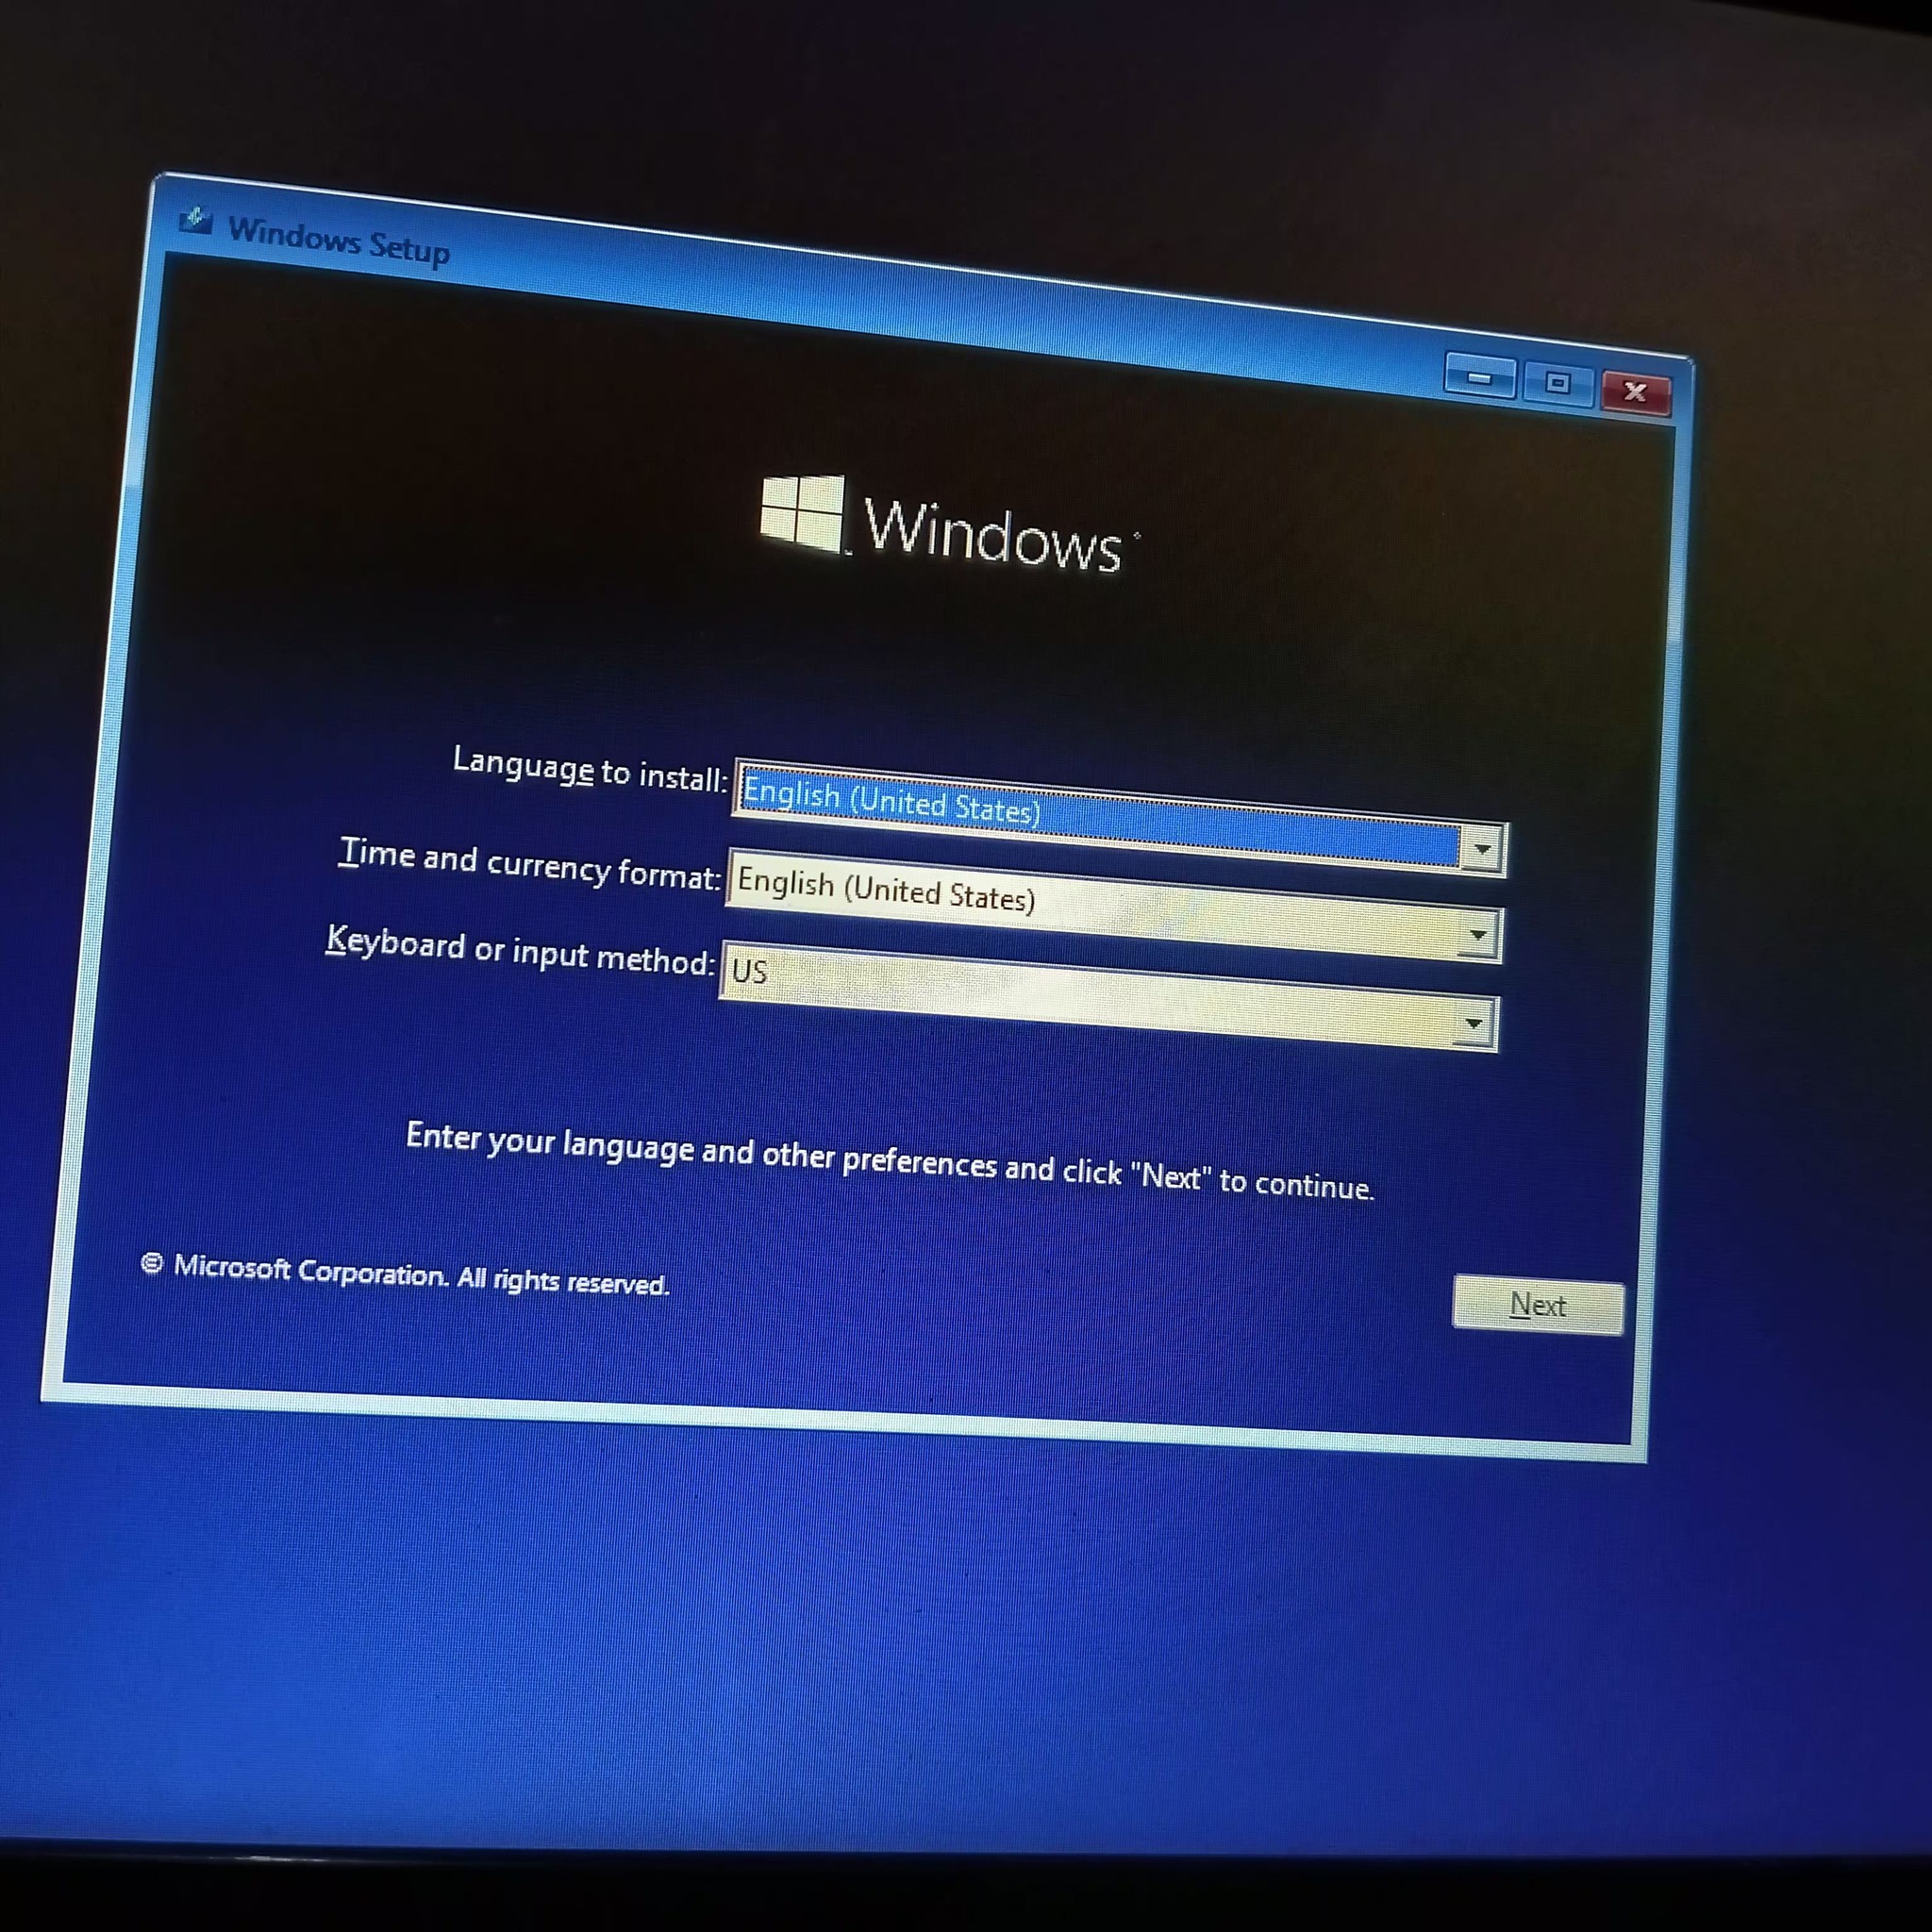 Windows Setup
Windows
Language to install: English (United States)
Time and currency format: English (United States)
Keyboard or input method: US
Enter your language and other preferences and click "Next" to continue.
© Microsoft Corporation. All rights reserved.
Next